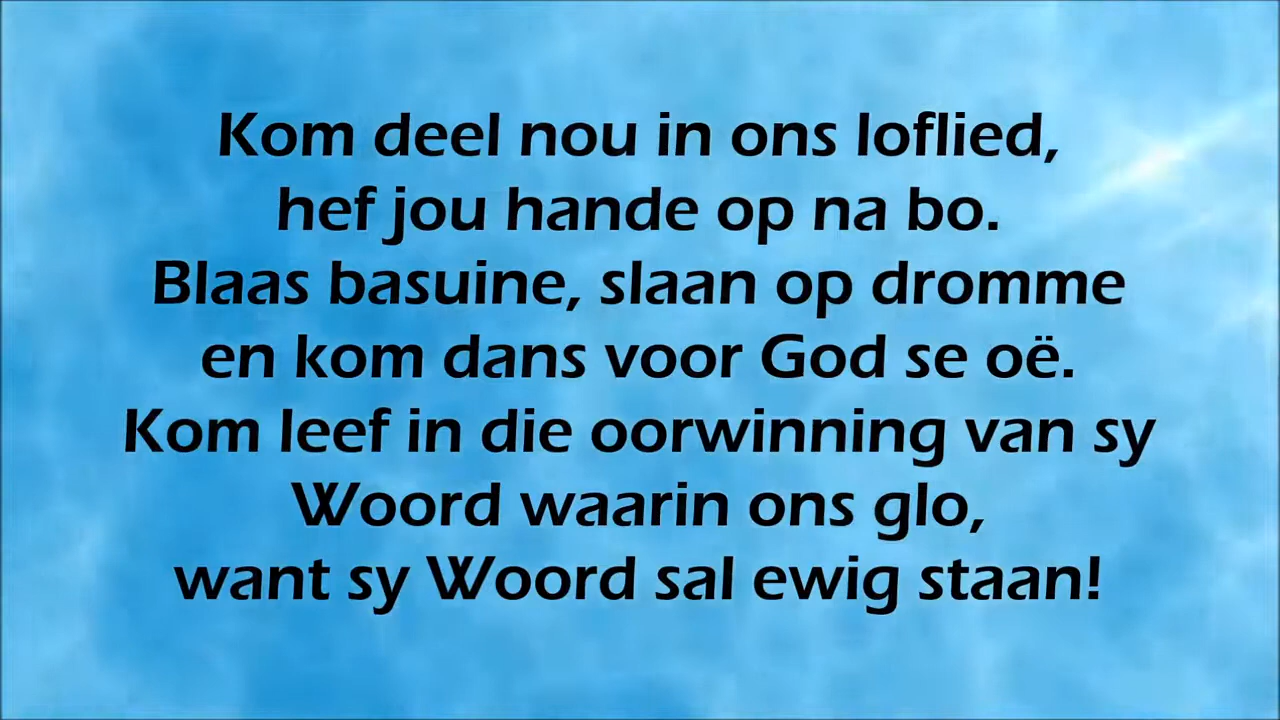 Kom deel nou in ons loflied,
hef jou hande op na bo.
Blaas basuine, slaan op dromme
en kom dans voor God se oë.
Kom leef in die oorwinning van sy
Woord waarin ons glo,
want sy Woord sal ewig staan!